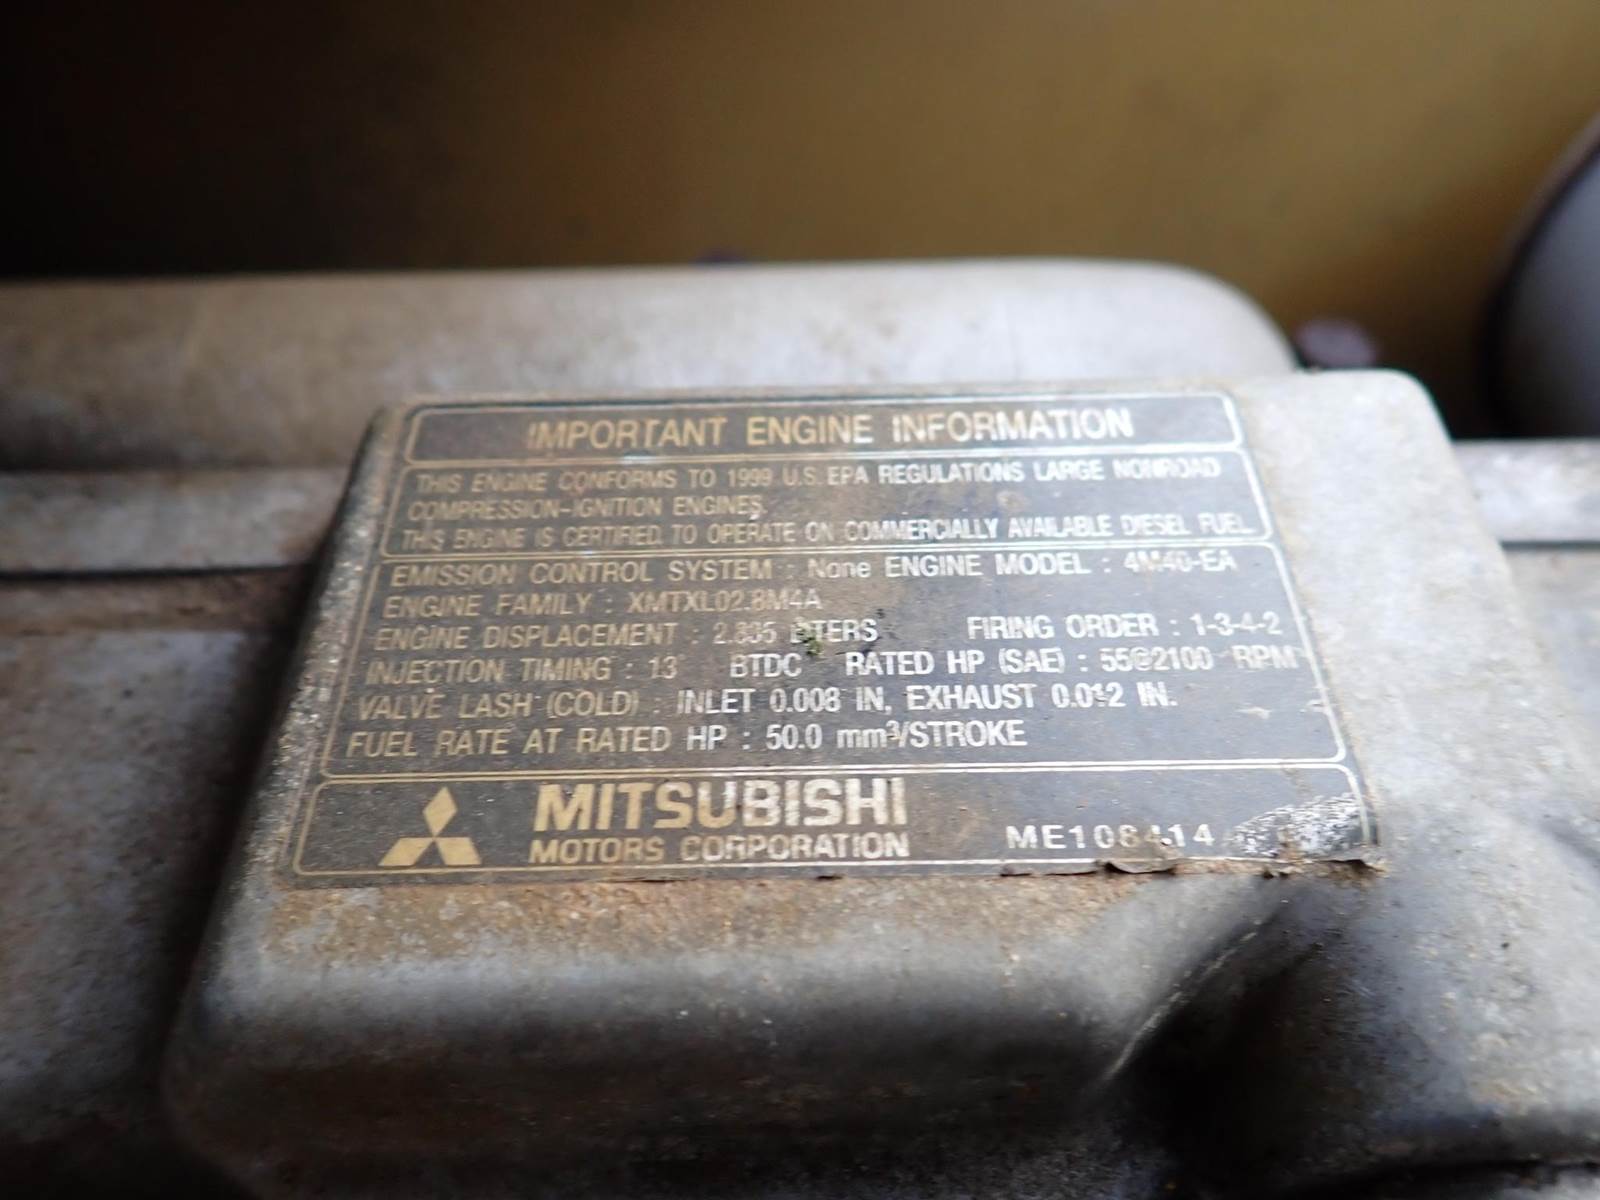 IMPORTANT ENGINE INFORMATION
THIS ENGINE CONFORMS TO 1999 U.S. EPA REGULATIONS LARGE NONROAD
COMPRESSION-IGNITION ENGINES.
THIS ENGINE IS CERTIFIED TO OPERATE ON COMMERCIALLY AVAILABLE DIESEL FUEL.
EMISSION CONTROL SYSTEM : None ENGINE MODEL : 4M40-EA
ENGINE FAMILY : XMTXL02.8M4A
ENGINE DISPLACEMENT : 2.835 LITERS FIRING ORDER : 1-3-4-2
INJECTION TIMING : 13° BTDC RATED HP (SAE) : 55@2100 RPM
VALVE LASH (COLD) : INLET 0.008 IN, EXHAUST 0.012 IN.
FUEL RATE AT RATED HP : 50.0 mm³/STROKE
MITSUBISHI
MOTORS CORPORATION
ME108414